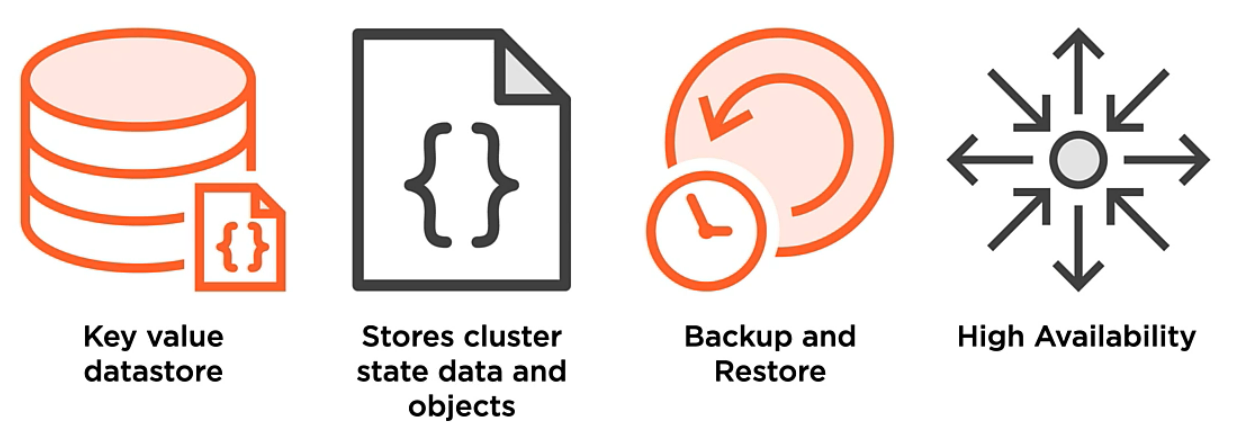 {}
{}
Key value
datastore
Stores cluster
state data and
objects
Backup and
Restore
High Availability